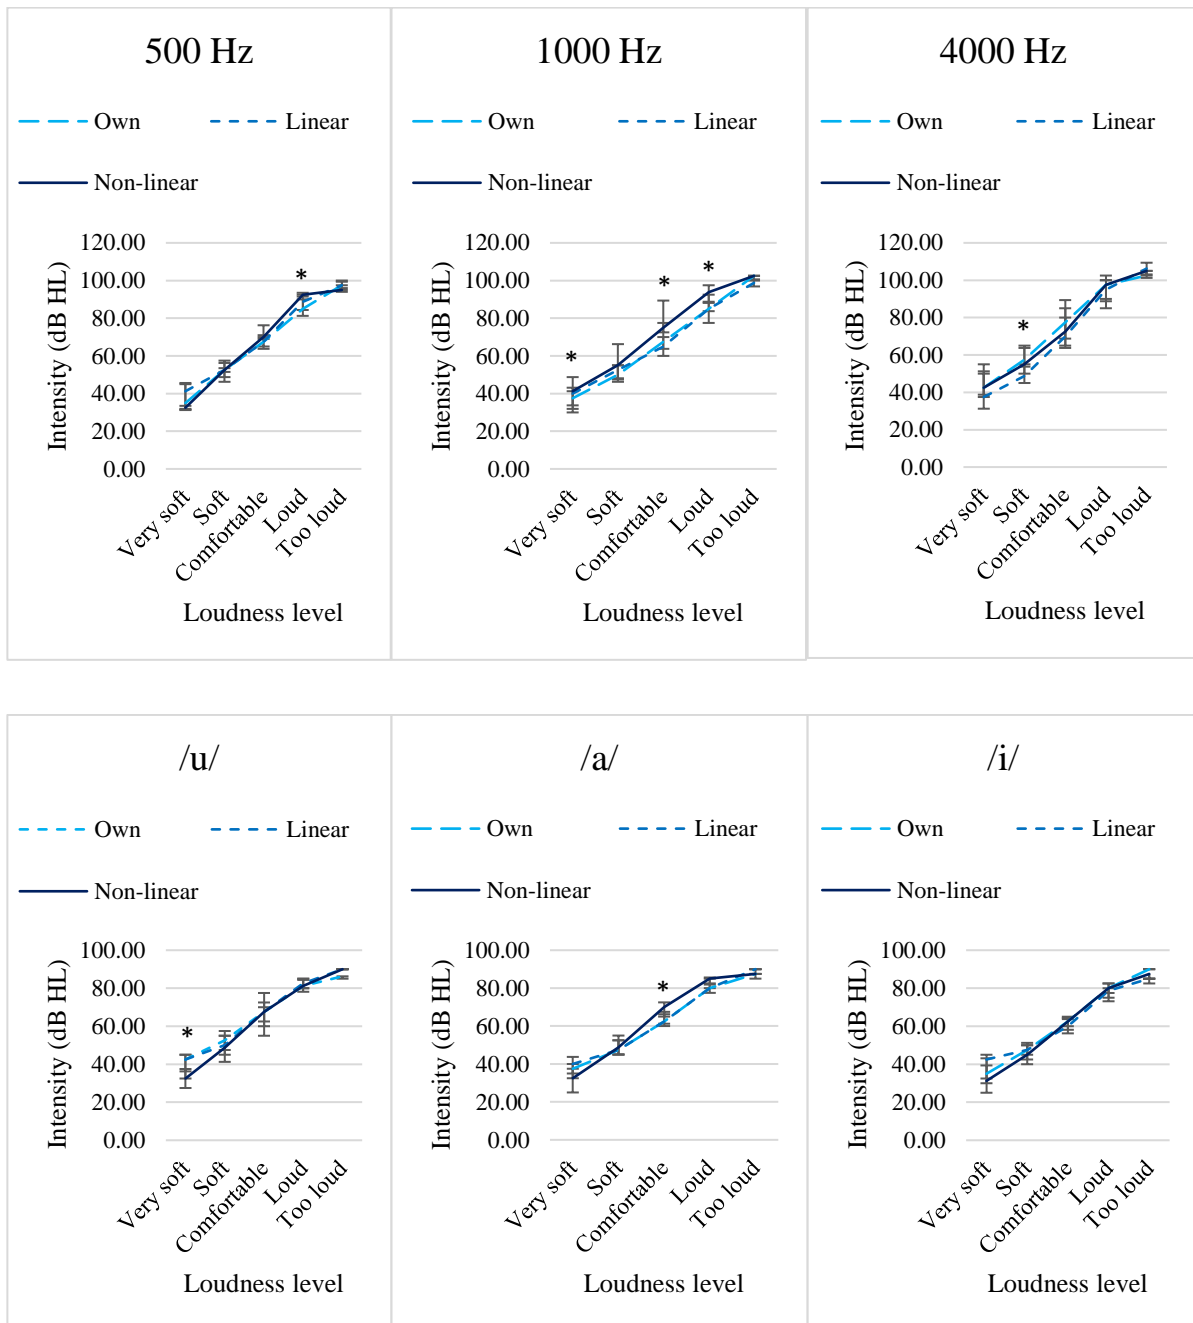 500 Hz
Own
Linear
Non-linear
Intensity (dB HL)
120.00
100.00
80.00
60.00
40.00
20.00
0.00
*
Very soft
Soft
Comfortable
Loud
Too loud
Loudness level
1000 Hz
Own
Linear
Non-linear
Intensity (dB HL)
120.00
100.00
80.00
60.00
40.00
20.00
0.00
*
*
*
Very soft
Soft
Comfortable
Loud
Too loud
Loudness level
4000 Hz
Own
Linear
Non-linear
Intensity (dB HL)
120.00
100.00
80.00
60.00
40.00
20.00
0.00
*
Very soft
Soft
Comfortable
Loud
Too loud
Loudness level
/u/
Own
Linear
Non-linear
Intensity (dB HL)
100.00
80.00
60.00
40.00
20.00
0.00
*
Very soft
Soft
Comfortable
Loud
Too loud
Loudness level
/a/
Own
Linear
Non-linear
Intensity (dB HL)
100.00
80.00
60.00
40.00
20.00
0.00
*
Very soft
Soft
Comfortable
Loud
Too loud
Loudness level
/i/
Own
Linear
Non-linear
Intensity (dB HL)
100.00
80.00
60.00
40.00
20.00
0.00
Very soft
Soft
Comfortable
Loud
Too loud
Loudness level